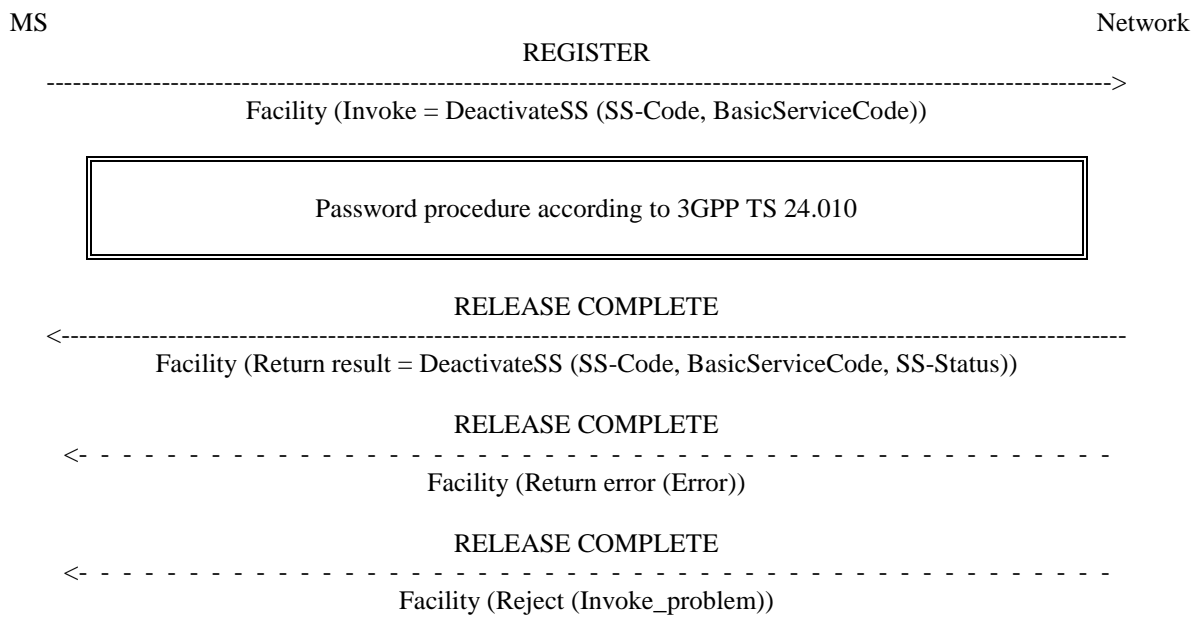 MS Network
REGISTER
------------------------------------------------------------------------------------------------------------------------>
Facility (Invoke = DeactivateSS (SS-Code, BasicServiceCode))
Password procedure according to 3GPP TS 24.010
RELEASE COMPLETE
<------------------------------------------------------------------------------------------------------------------------
Facility (Return result = DeactivateSS (SS-Code, BasicServiceCode, SS-Status))
RELEASE COMPLETE
<- - - - - - - - - - - - - - - - - - - - - - - - - - - - - - - - - - - - - - - - - - - - - - - -
Facility (Return error (Error))
RELEASE COMPLETE
<- - - - - - - - - - - - - - - - - - - - - - - - - - - - - - - - - - - - - - - - - - - - - - - -
Facility (Reject (Invoke_problem))